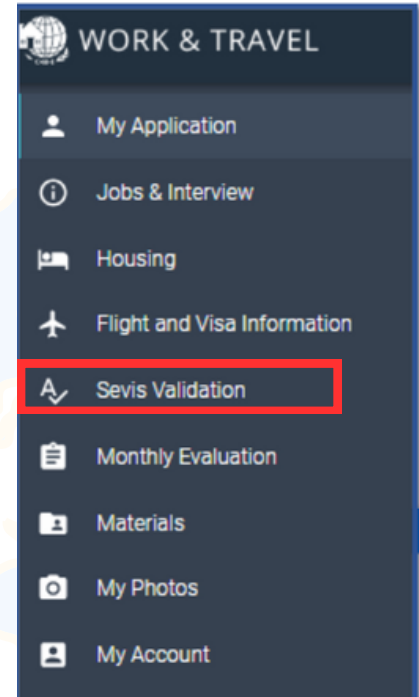 WORK & TRAVEL
My Application
Jobs & Interview
Housing
Flight and Visa Information
Sevis Validation
Monthly Evaluation
Materials
My Photos
My Account